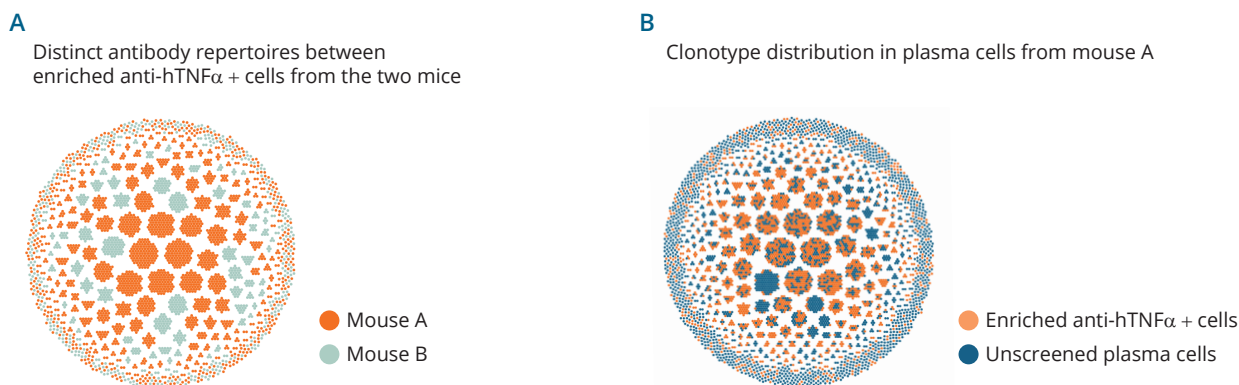 A
Distinct antibody repertoires between
enriched anti-hTNFα + cells from the two mice
Mouse A
Mouse B
B
Clonotype distribution in plasma cells from mouse A
Enriched anti-hTNFα + cells
Unscreened plasma cells